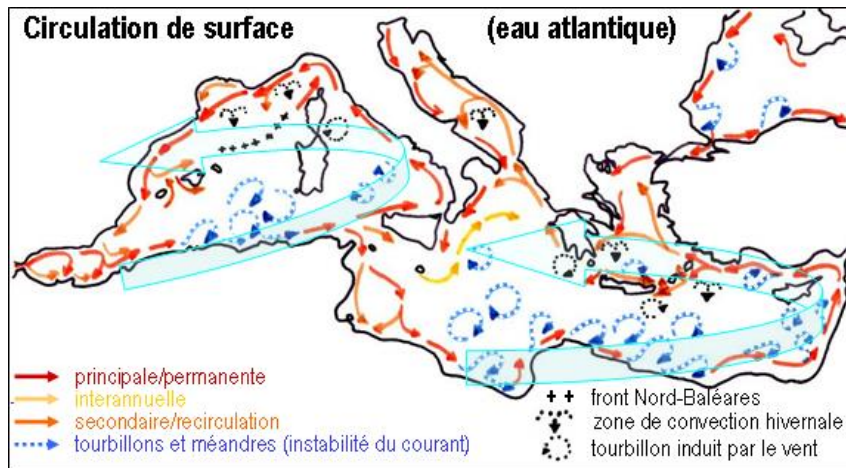 Circulation de surface (eau atlantique)
principale/permanente
interannuelle
secondaire/recirculation
tourbillons et méandres (instabilité du courant)
front Nord-Baléares
zone de convection hivernale
tourbillon induit par le vent